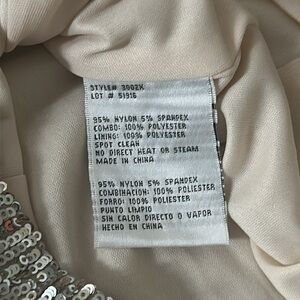 STYLE# 3002X
LOT # 51916
95% NYLON 5% SPANDEX
COMBO: 100% POLYESTER
LINING: 100% POLYESTER
SPOT CLEAN
NO DIRECT HEAT OR STEAM
MADE IN CHINA
95% NYLON 5% SPANDEX
COMBINACIÓN: 100% POLIESTER
FORRO: 100% POLIESTER
PUNTO LIMPIO
SIN CALOR DIRECTO O VAPOR
HECHO EN CHINA